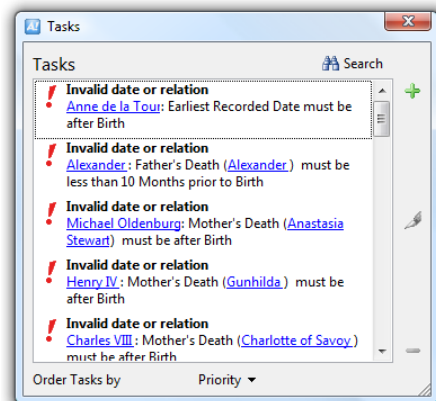 Tasks
Tasks
Search
Invalid date or relation
Anne de la Tour: Earliest Recorded Date must be
after Birth
Invalid date or relation
Alexander : Father's Death (Alexander ) must be
less than 10 Months prior to Birth
Invalid date or relation
Michael Oldenburg: Mother's Death (Anastasia
Stewart) must be after Birth
Invalid date or relation
Henry IV : Mother's Death (Gunhilda ) must be
after Birth
Invalid date or relation
Charles VIII : Mother's Death (Charlotte of Savoy )
must be after Birth
Order Tasks by Priority